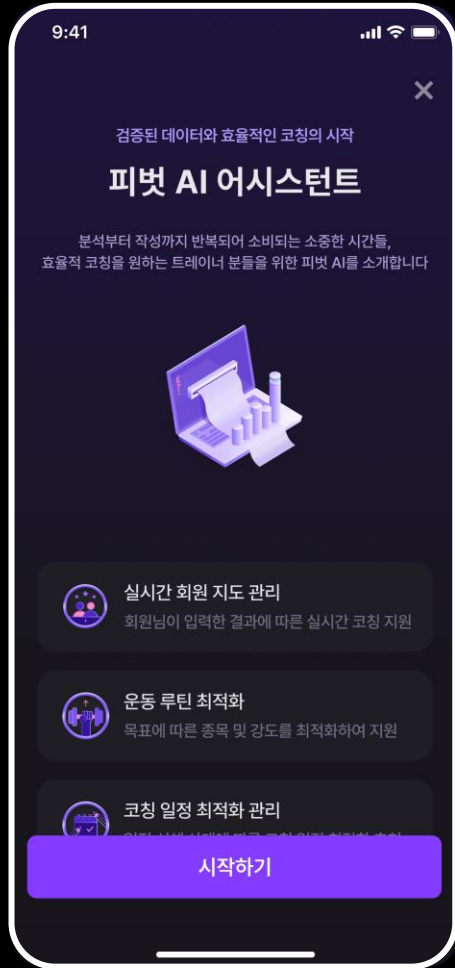 9:41
검증된 데이터와 효율적인 코칭의 시작
피벗 AI 어시스턴트
분석부터 작성까지 반복되어 소비되는 소중한 시간들,
효율적 코칭을 원하는 트레이너 분들을 위한 피벗 AI를 소개합니다
실시간 회원 지도 관리
회원님이 입력한 결과에 따른 실시간 코칭 지원
운동 루틴 최적화
목표에 따른 종목 및 강도를 최적화하여 지원
코칭 일정 최적화 관리
시작하기